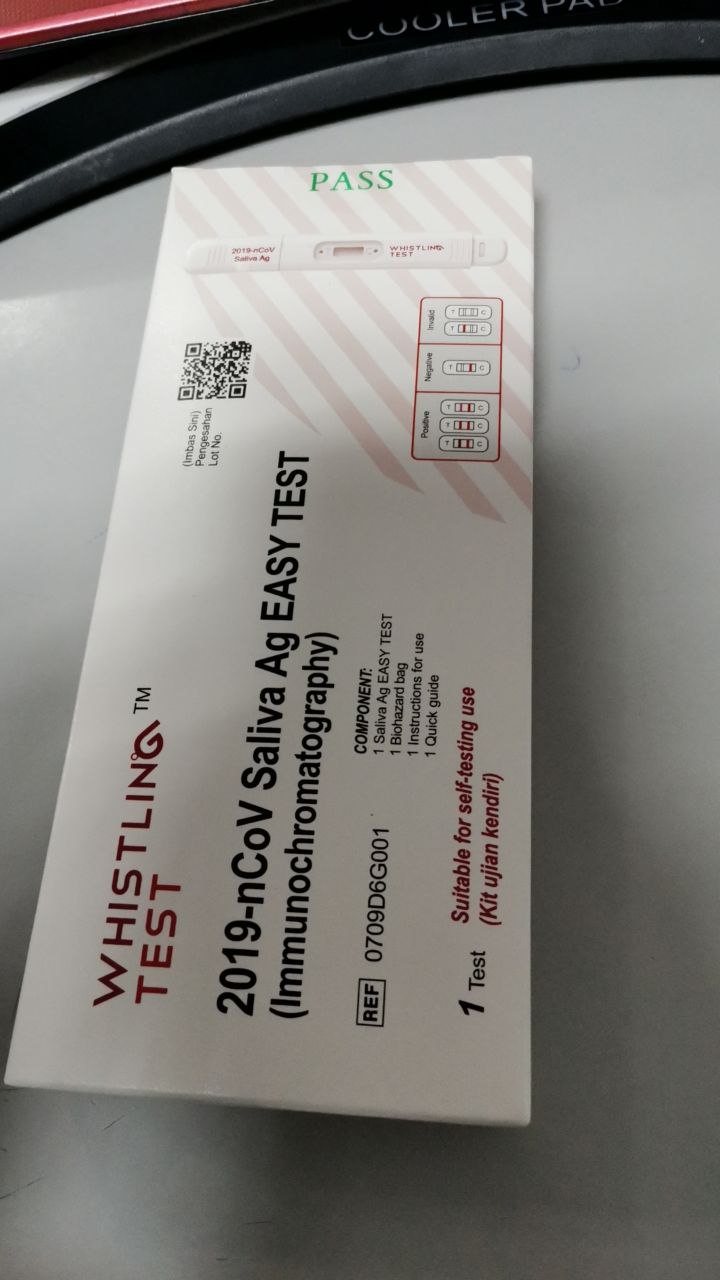 COOLER PAD
PASS
2019-nCoV
Saliva Ag
WHISTLING
TEST
WHISTLING™
TEST
2019-nCoV Saliva Ag EASY TEST
(Immunochromatography)
(Imbas Sini)
Pengesahan
Lot No.
Positive
T C
T C
T C
Negative
T C
Invalid
T C
T C
REF 0709D6G001
COMPONENT:
1 Saliva Ag EASY TEST
1 Biohazard bag
1 Instructions for use
1 Quick guide
1 Test
Suitable for self-testing use
(Kit ujian kendiri)